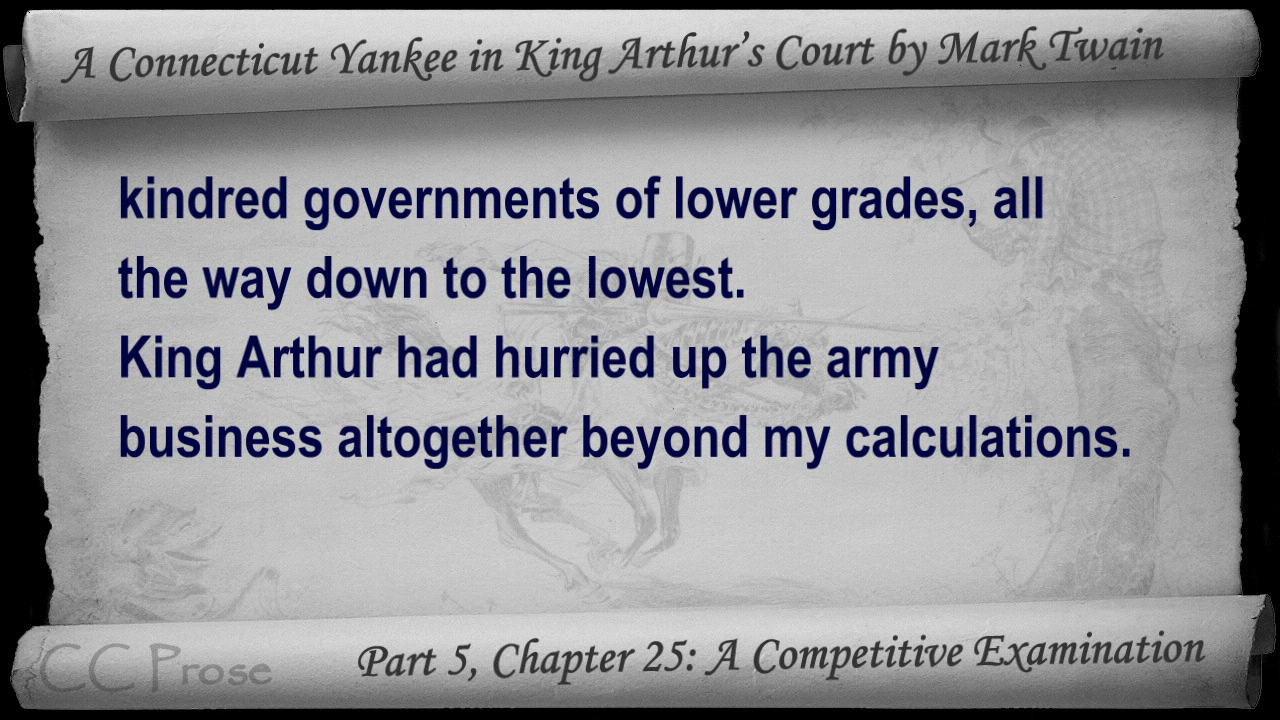 A Connecticut Yankee in King Arthur's Court by Mark Twain
kindred governments of lower grades, all
the way down to the lowest.
King Arthur had hurried up the army
business altogether beyond my calculations.
CC Prose
Part 5, Chapter 25: A Competitive Examination